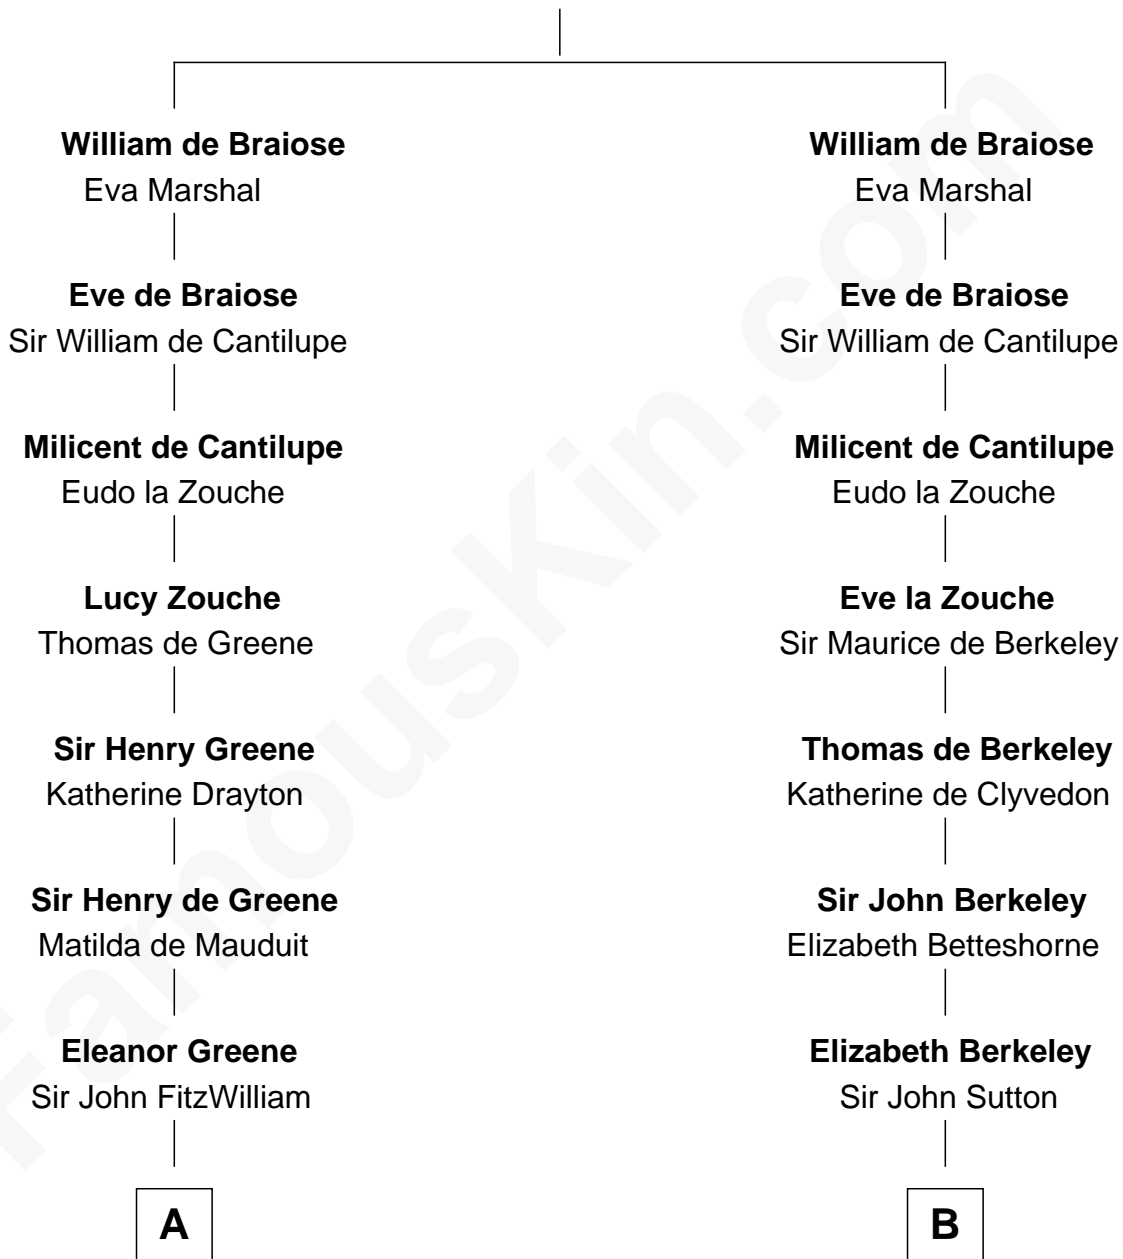 William de Braiose
Eva Marshal
Eve de Braiose
Sir William de Cantilupe
Milicent de Cantilupe
Eudo la Zouche
Lucy Zouche
Thomas de Greene
Sir Henry Greene
Katherine Drayton
Sir Henry de Greene
Matilda de Mauduit
Eleanor Greene
Sir John FitzWilliam
A
William de Braiose
Eva Marshal
Eve de Braiose
Sir William de Cantilupe
Milicent de Cantilupe
Eudo la Zouche
Eve la Zouche
Sir Maurice de Berkeley
Thomas de Berkeley
Katherine de Clyvedon
Sir John Berkeley
Elizabeth Betteshorne
Elizabeth Berkeley
Sir John Sutton
B
FamousKin.com